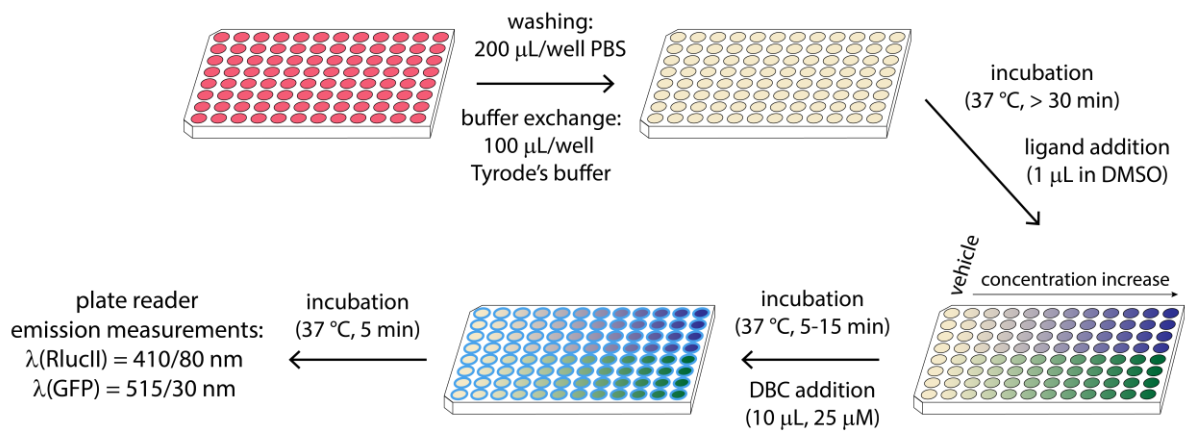 washing:
200 μL/well PBS
buffer exchange:
100 μL/well
Tyrode's buffer
incubation
(37 °C, > 30 min)
ligand addition
(1 μL in DMSO)
vehicle
concentration increase
incubation
(37 °C, 5-15 min)
DBC addition
(10 μL, 25 μM)
incubation
(37 °C, 5 min)
plate reader
emission measurements:
λ(RlucII) = 410/80 nm
λ(GFP) = 515/30 nm